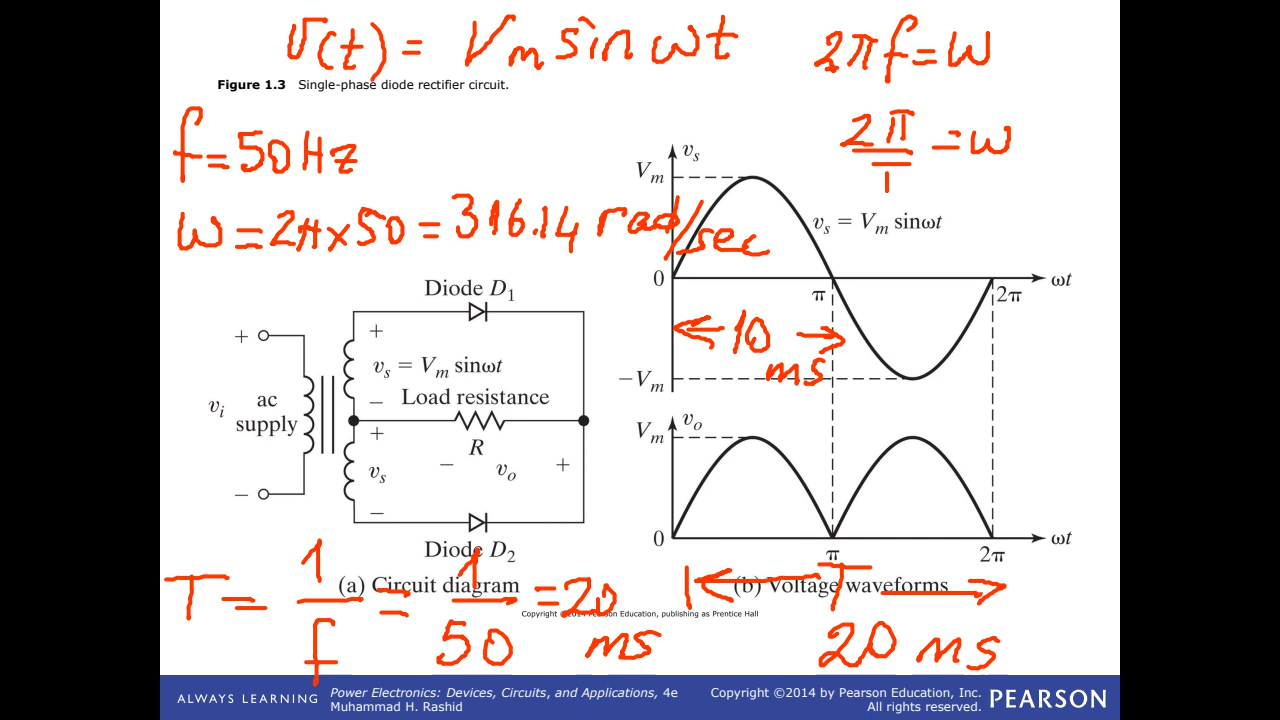 v(t) = Vm sin ωt
2πf = ω
Figure 1.3 Single-phase diode rectifier circuit.
f = 50 Hz
2π/T = ω
ω = 2π x 50 = 316.14 rad/sec
vs
Vm
vs = Vm sinωt
0
π
2π
ωt
−Vm
10 ms
Diode D1
+
+
vs = Vm sinωt
vi
ac
supply
Load resistance
−
+
R
vs
−
vo
+
−
−
Diode D2
vo
Vm
0
π
2π
ωt
(a) Circuit diagram
(b) Voltage waveforms
T = 1/f = 1/50 = 20 ms
T
20 ms
Copyright ©2014 Pearson Education, publishing as Prentice Hall
ALWAYS LEARNING
Power Electronics: Devices, Circuits, and Applications, 4e
Muhammad H. Rashid
Copyright ©2014 by Pearson Education, Inc.
All rights reserved.
PEARSON